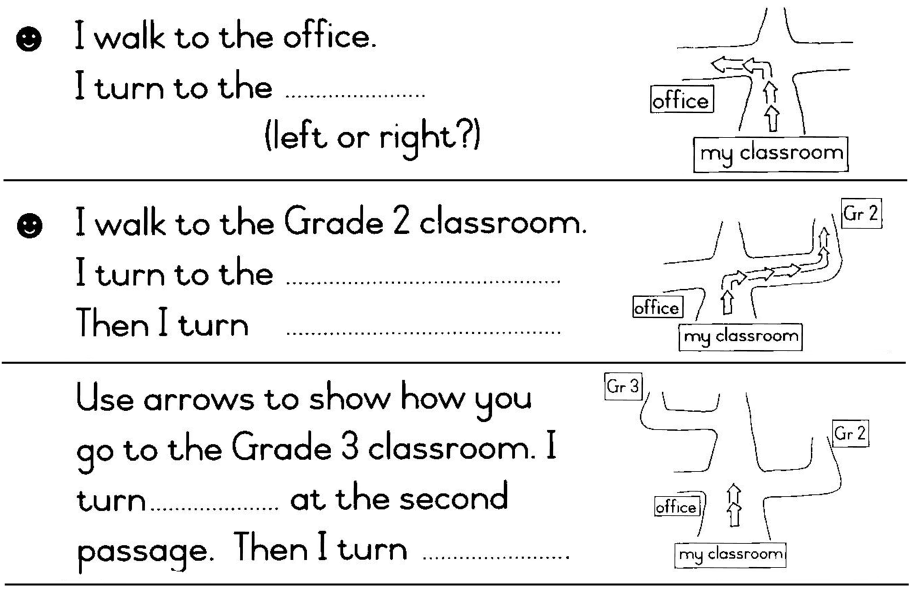 I walk to the office.
I turn to the ........................
(left or right?)
office
my classroom
I walk to the Grade 2 classroom.
I turn to the ................................................
Then I turn ................................................
Gr 2
office
my classroom
Use arrows to show how you
go to the Grade 3 classroom. I
turn...................... at the second
passage. Then I turn ..........................
Gr 3
Gr 2
office
my classroom